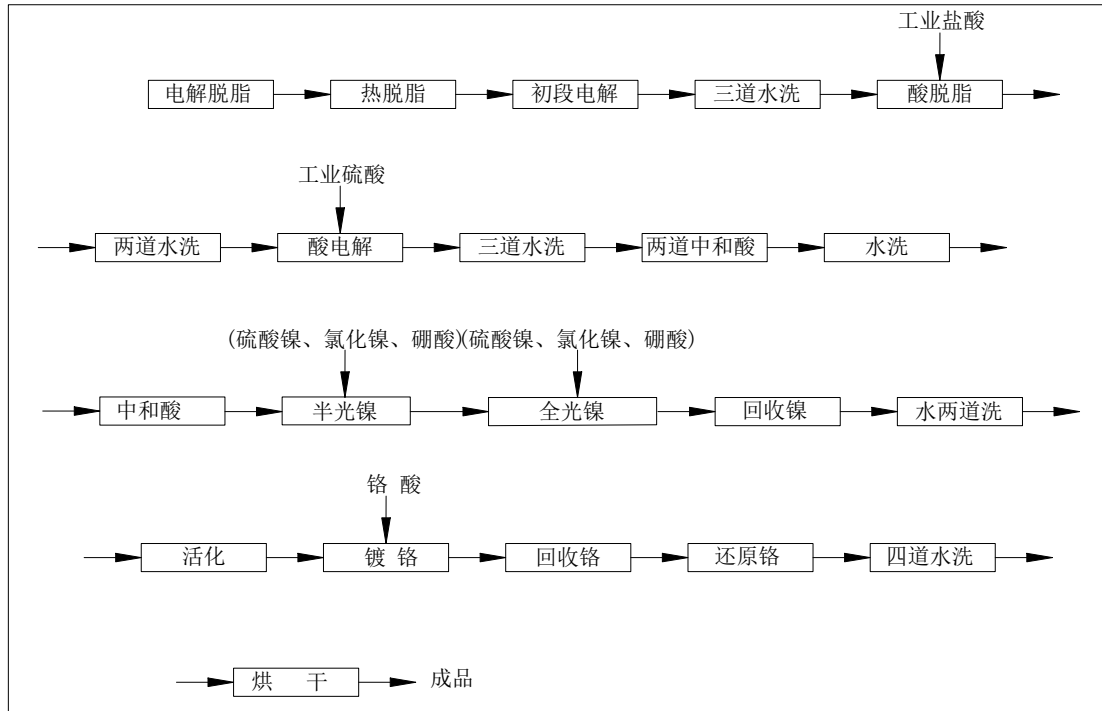 工业盐酸
电解脱脂 热脱脂 初段电解 三道水洗 酸脱脂
工业硫酸
两道水洗 酸电解 三道水洗 两道中和酸 水洗
(硫酸镍、氯化镍、硼酸)(硫酸镍、氯化镍、硼酸)
中和酸 半光镍 全光镍 回收镍 水两道洗
铬 酸
活化 镀 铬 回收铬 还原铬 四道水洗
烘 干 成品